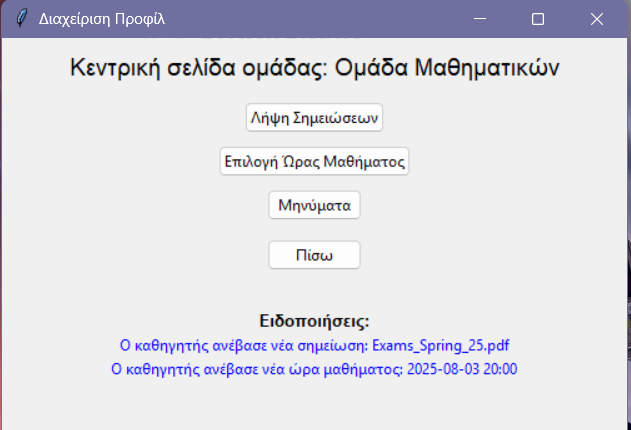 Διαχείριση Προφίλ
Κεντρική σελίδα ομάδας: Ομάδα Μαθηματικών
Λήψη Σημειώσεων
Επιλογή Ώρας Μαθήματος
Μηνύματα
Πίσω
Ειδοποιήσεις:
Ο καθηγητής ανέβασε νέα σημείωση: Exams_Spring_25.pdf
Ο καθηγητής ανέβασε νέα ώρα μαθήματος: 2025-08-03 20:00